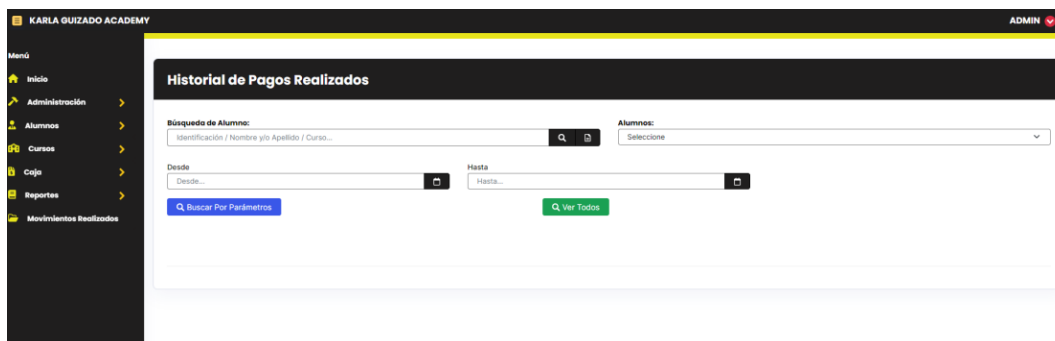 KARLA GUIZADO ACADEMY
ADMIN
Menú
Inicio
Administración
Alumnos
Cursos
Caja
Reportes
Movimientos Realizados
Historial de Pagos Realizados
Búsqueda de Alumno:
Identificación / Nombre y/o Apellido / Curso...
Alumnos:
Seleccione
Desde
Desde...
Hasta
Hasta...
Buscar Por Parámetros
Ver Todos